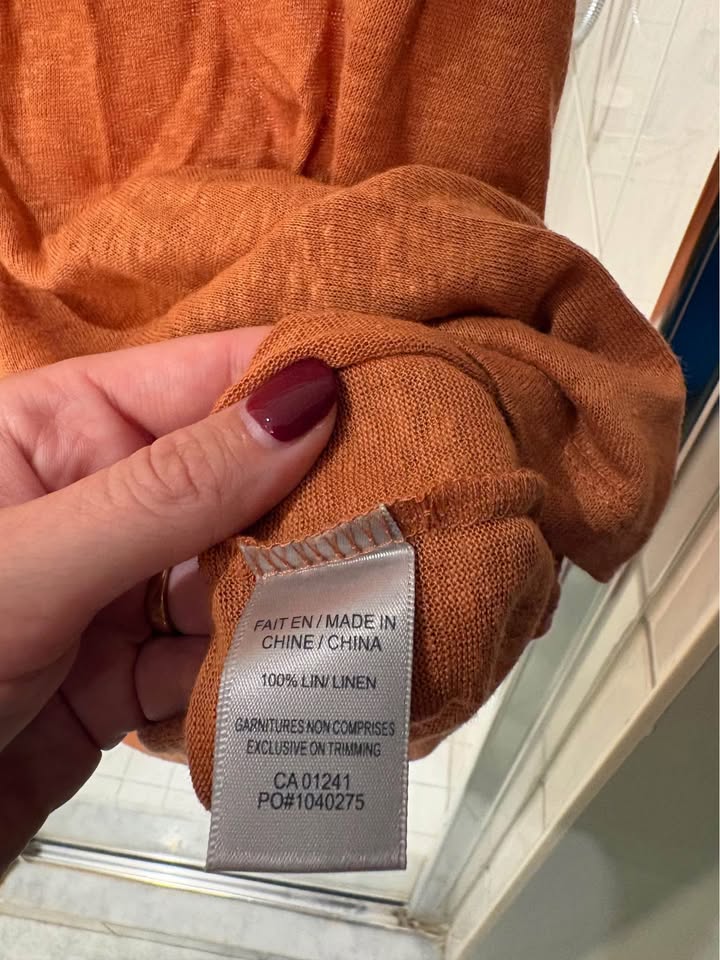 FAIT EN / MADE IN
CHINE / CHINA
100% LIN/ LINEN
GARNITURES NON COMPRISES
EXCLUSIVE ON TRIMMING
CA 01241
PO#1040275